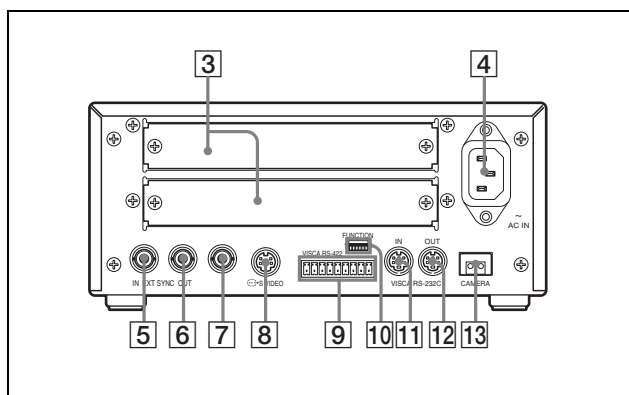 3
4
~
AC IN
FUNCTION
IN
OUT
VISCA RS-422
IN EXT SYNC OUT
S VIDEO
VISCA RS-232C
CAMERA
5
6
7
8
9
10
11
12
13